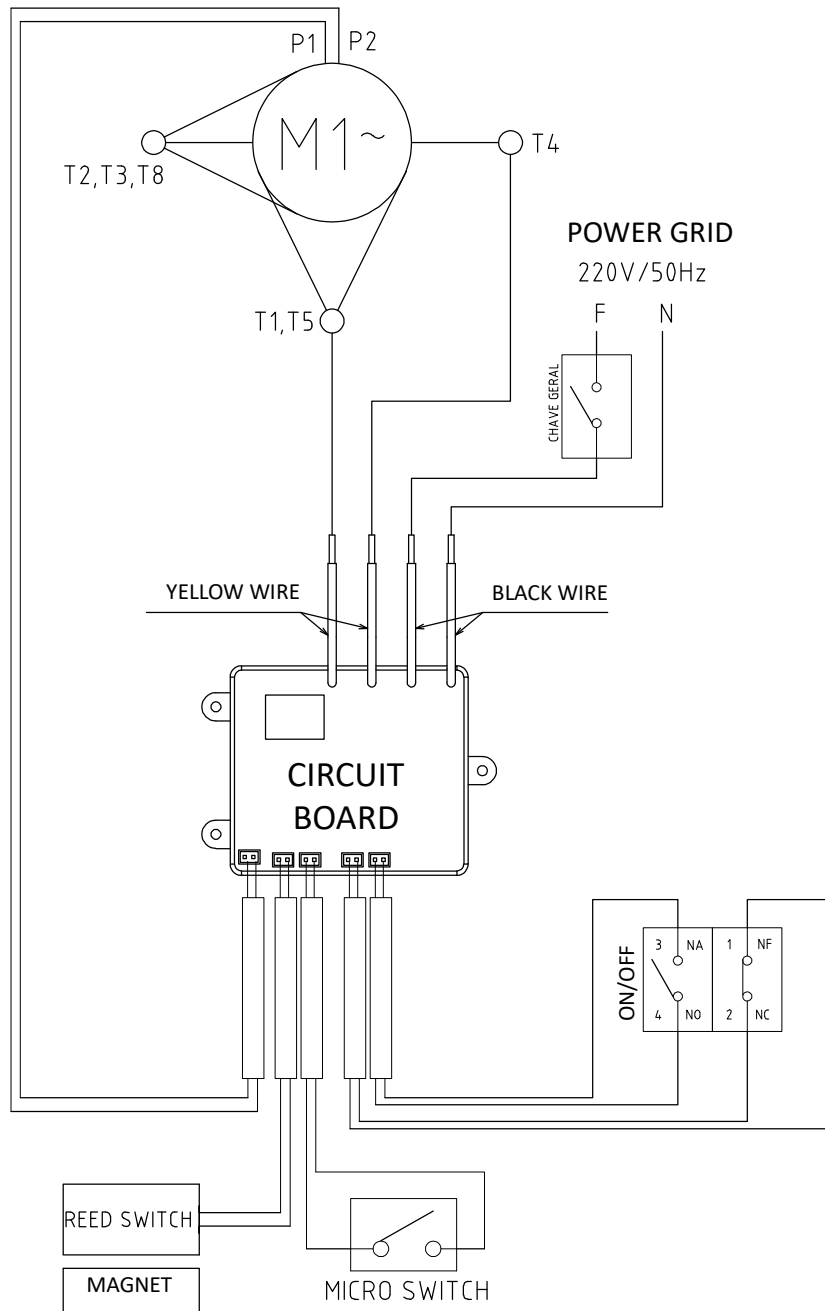 P1 P2
M1~
T2,T3,T8
T4
T1,T5
POWER GRID
220V/50Hz
F N
CHAVE GERAL
YELLOW WIRE
BLACK WIRE
CIRCUIT
BOARD
ON/OFF
3 NA 1 NF
4 NO 2 NC
REED SWITCH
MAGNET
MICRO SWITCH